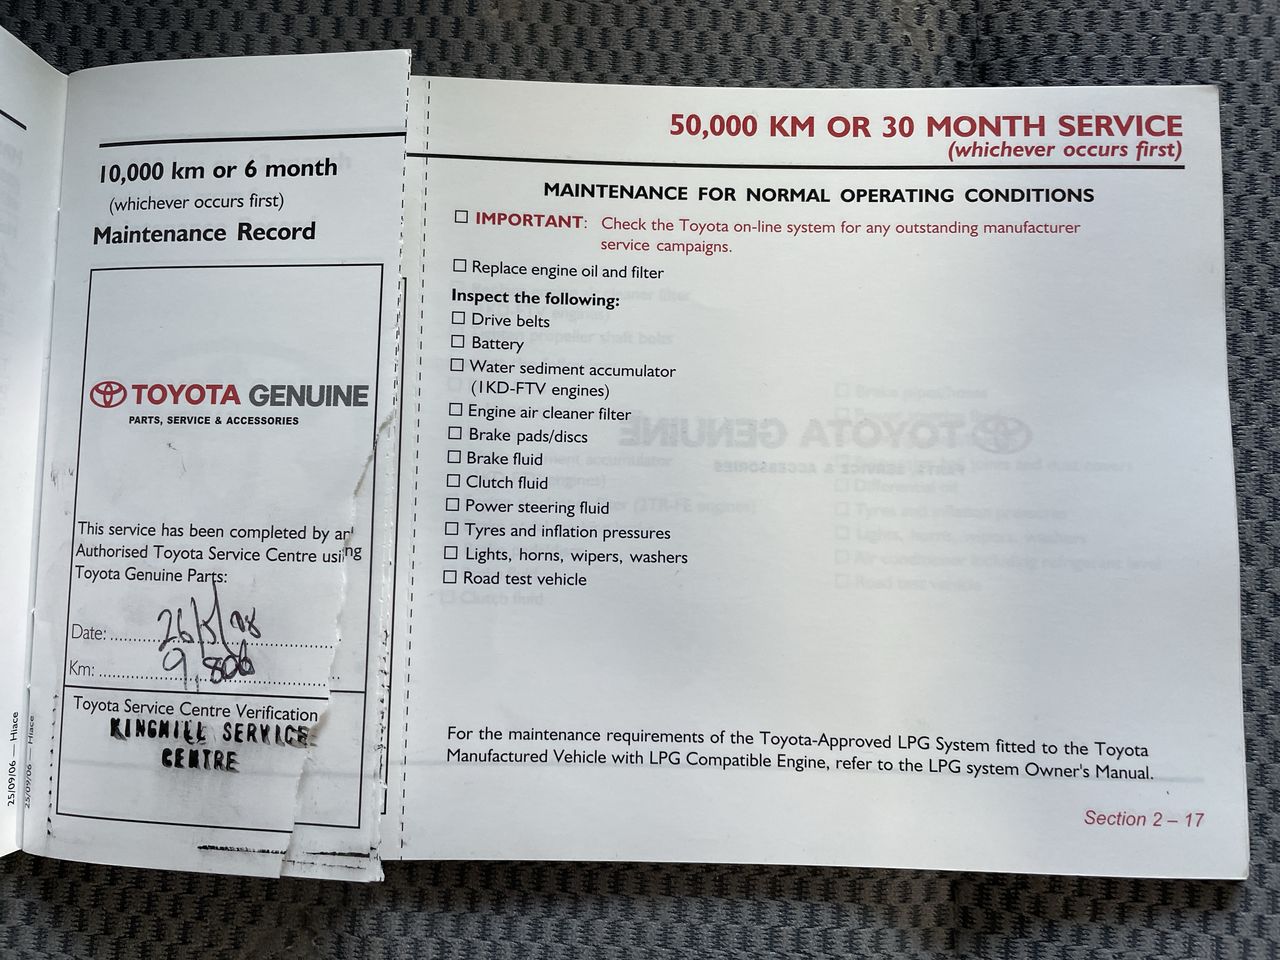 10,000 km or 6 month
(whichever occurs first)
Maintenance Record
TOYOTA GENUINE
PARTS, SERVICE & ACCESSORIES
This service has been completed by an
Authorised Toyota Service Centre using
Toyota Genuine Parts:
Date:
Km: 9,806
Toyota Service Centre Verification
KINGHILL SERVICE
CENTRE
25/09/06 — Hiace
25/09/06 — Hiace
50,000 KM OR 30 MONTH SERVICE
(whichever occurs first)
MAINTENANCE FOR NORMAL OPERATING CONDITIONS
IMPORTANT: Check the Toyota on-line system for any outstanding manufacturer
service campaigns.
Replace engine oil and filter
Inspect the following:
Drive belts
Battery
Water sediment accumulator
(1KD-FTV engines)
Engine air cleaner filter
Brake pads/discs
Brake fluid
Clutch fluid
Power steering fluid
Tyres and inflation pressures
Lights, horns, wipers, washers
Road test vehicle
For the maintenance requirements of the Toyota-Approved LPG System fitted to the Toyota
Manufactured Vehicle with LPG Compatible Engine, refer to the LPG system Owner's Manual.
Section 2 – 17